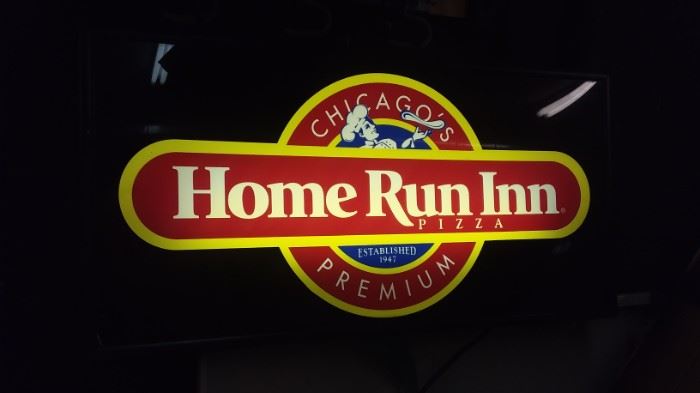 CHICAGO'S
Home Run Inn
PIZZA
ESTABLISHED
1947
PREMIUM